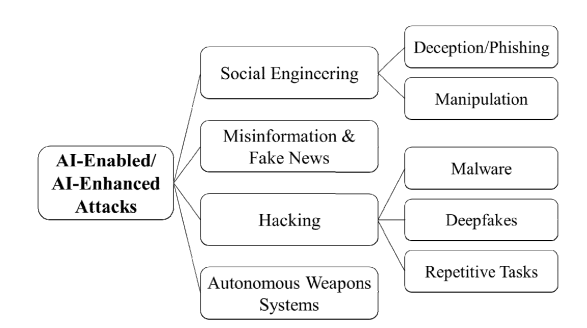 AI-Enabled/
AI-Enhanced
Attacks
Social Engineering
Deception/Phishing
Manipulation
Misinformation &
Fake News
Hacking
Malware
Deepfakes
Repetitive Tasks
Autonomous Weapons
Systems